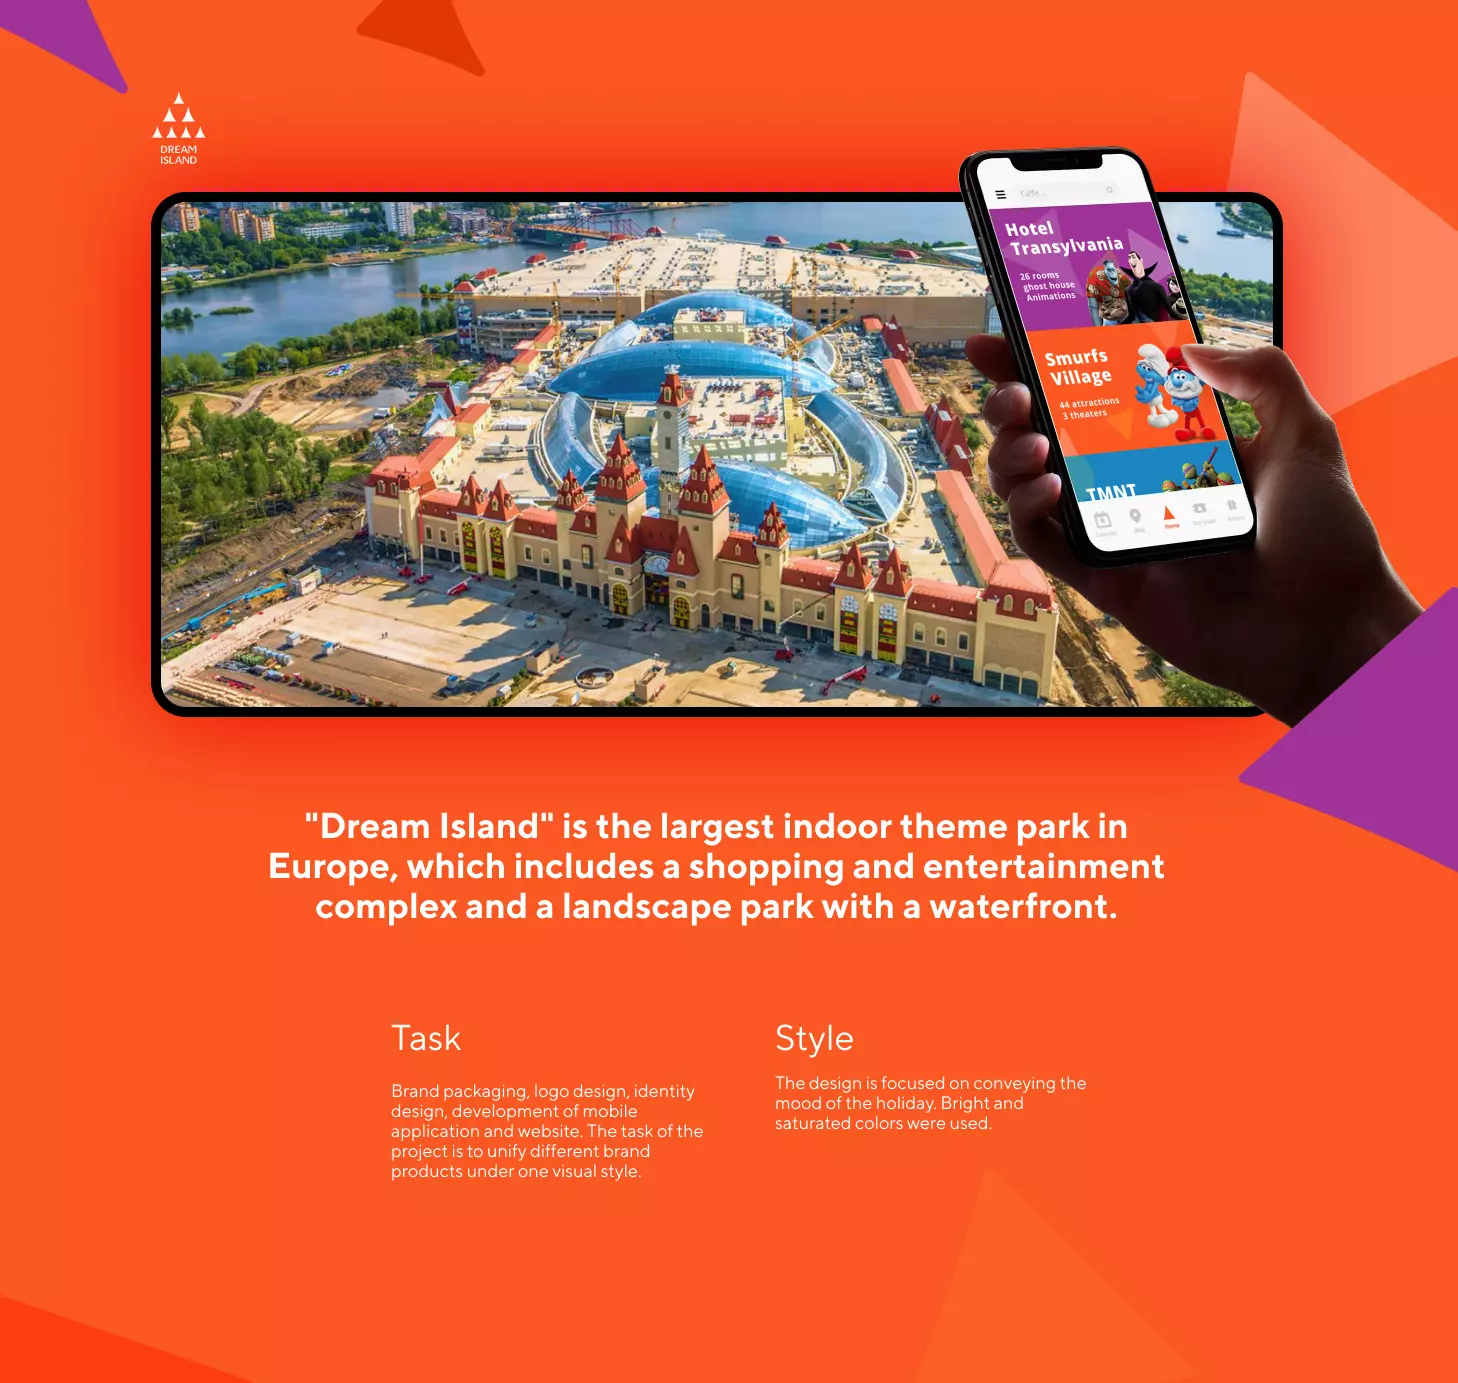 DREAM
ISLAND
Caffe...
Hotel
Transylvania
26 rooms
ghost house
Animations
Smurfs
Village
44 attractions
3 theaters
TMNT
Calendar
Map
Home
"Dream Island" is the largest indoor theme park in
Europe, which includes a shopping and entertainment
complex and a landscape park with a waterfront.
Task
Brand packaging, logo design, identity
design, development of mobile
application and website. The task of the
project is to unify different brand
products under one visual style.
Style
The design is focused on conveying the
mood of the holiday. Bright and
saturated colors were used.